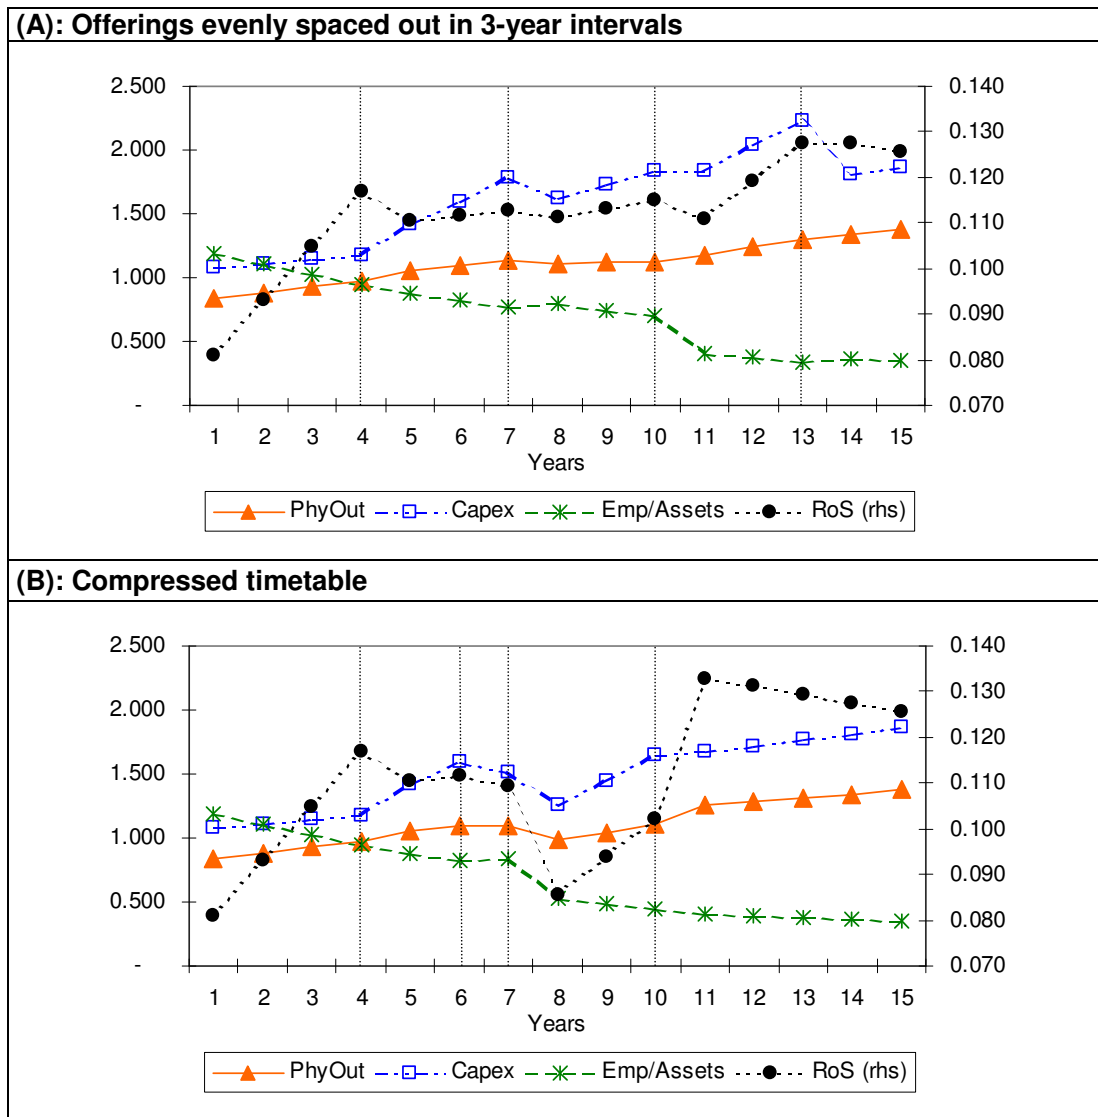 (A): Offerings evenly spaced out in 3-year intervals
2.500 0.140
0.130
2.000
0.120
1.500
0.110
1.000 0.100
0.090
0.500
0.080
- 0.070
1 2 3 4 5 6 7 8 9 10 11 12 13 14 15
Years
PhyOut Capex Emp/Assets RoS (rhs)
(B): Compressed timetable
2.500 0.140
0.130
2.000
0.120
1.500
0.110
1.000 0.100
0.090
0.500
0.080
- 0.070
1 2 3 4 5 6 7 8 9 10 11 12 13 14 15
Years
PhyOut Capex Emp/Assets RoS (rhs)